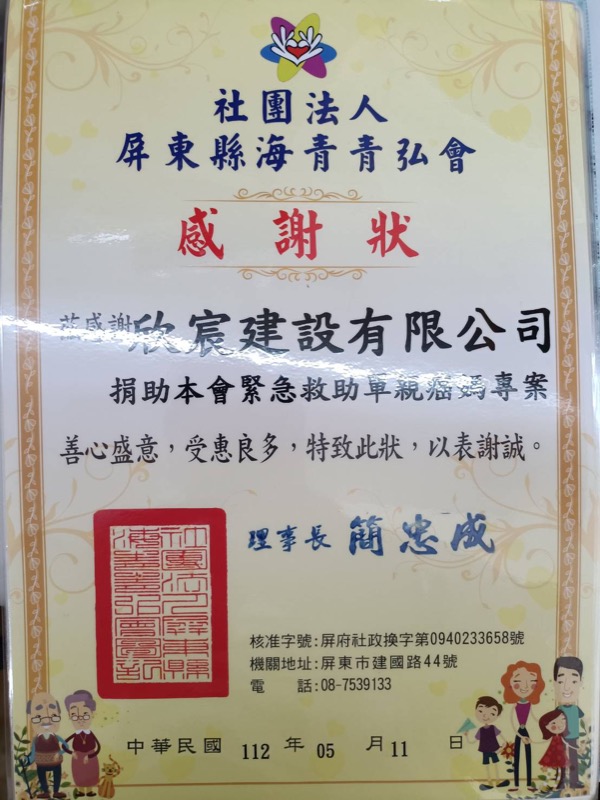 社團法人
屏東縣海青青弘會
感謝狀
茲感謝欣宸建設有限公司
捐助本會緊急救助單親癌媽專案
善心盛意，受惠良多，特致此狀，以表謝誠。
理事長 簡忠成
核准字號:屏府社政換字第0940233658號
機關地址:屏東市建國路44號
電 話:08-7539133
中華民國 112 年 05 月 11 日